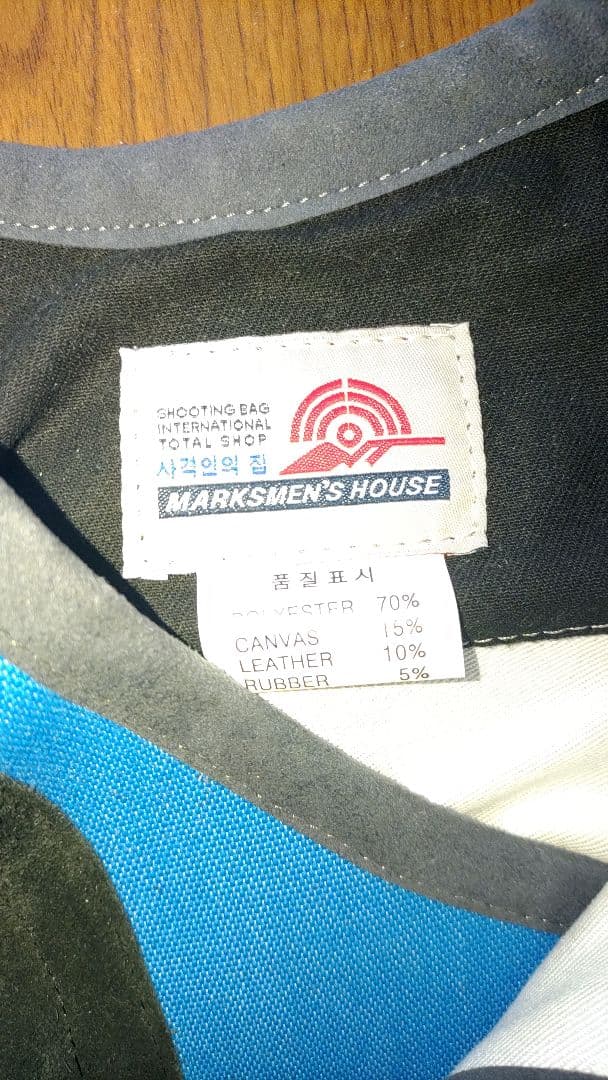 SHOOTING BAG
INTERNATIONAL
TOTAL SHOP
사격인의 집
MARKSMEN'S HOUSE
품질표시
POLYESTER 70%
CANVAS 15%
LEATHER 10%
RUBBER 5%